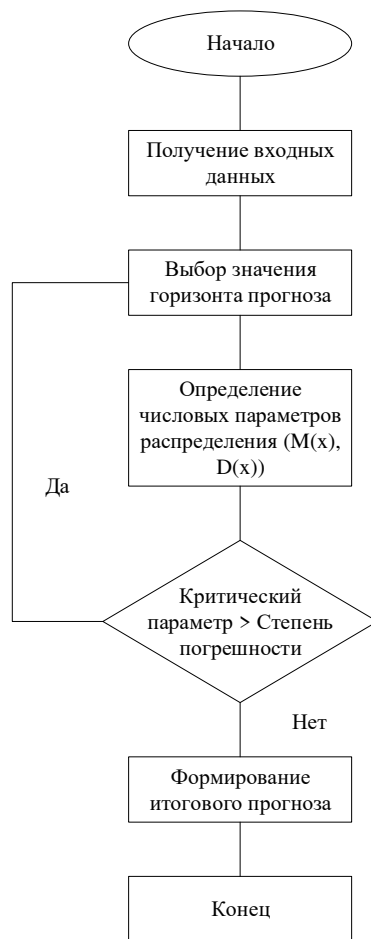 Начало
Получение входных
данных
Выбор значения
горизонта прогноза
Определение
числовых параметров
распределения (M(x),
D(x))
Да
Критический
параметр > Степень
погрешности
Нет
Формирование
итогового прогноза
Конец